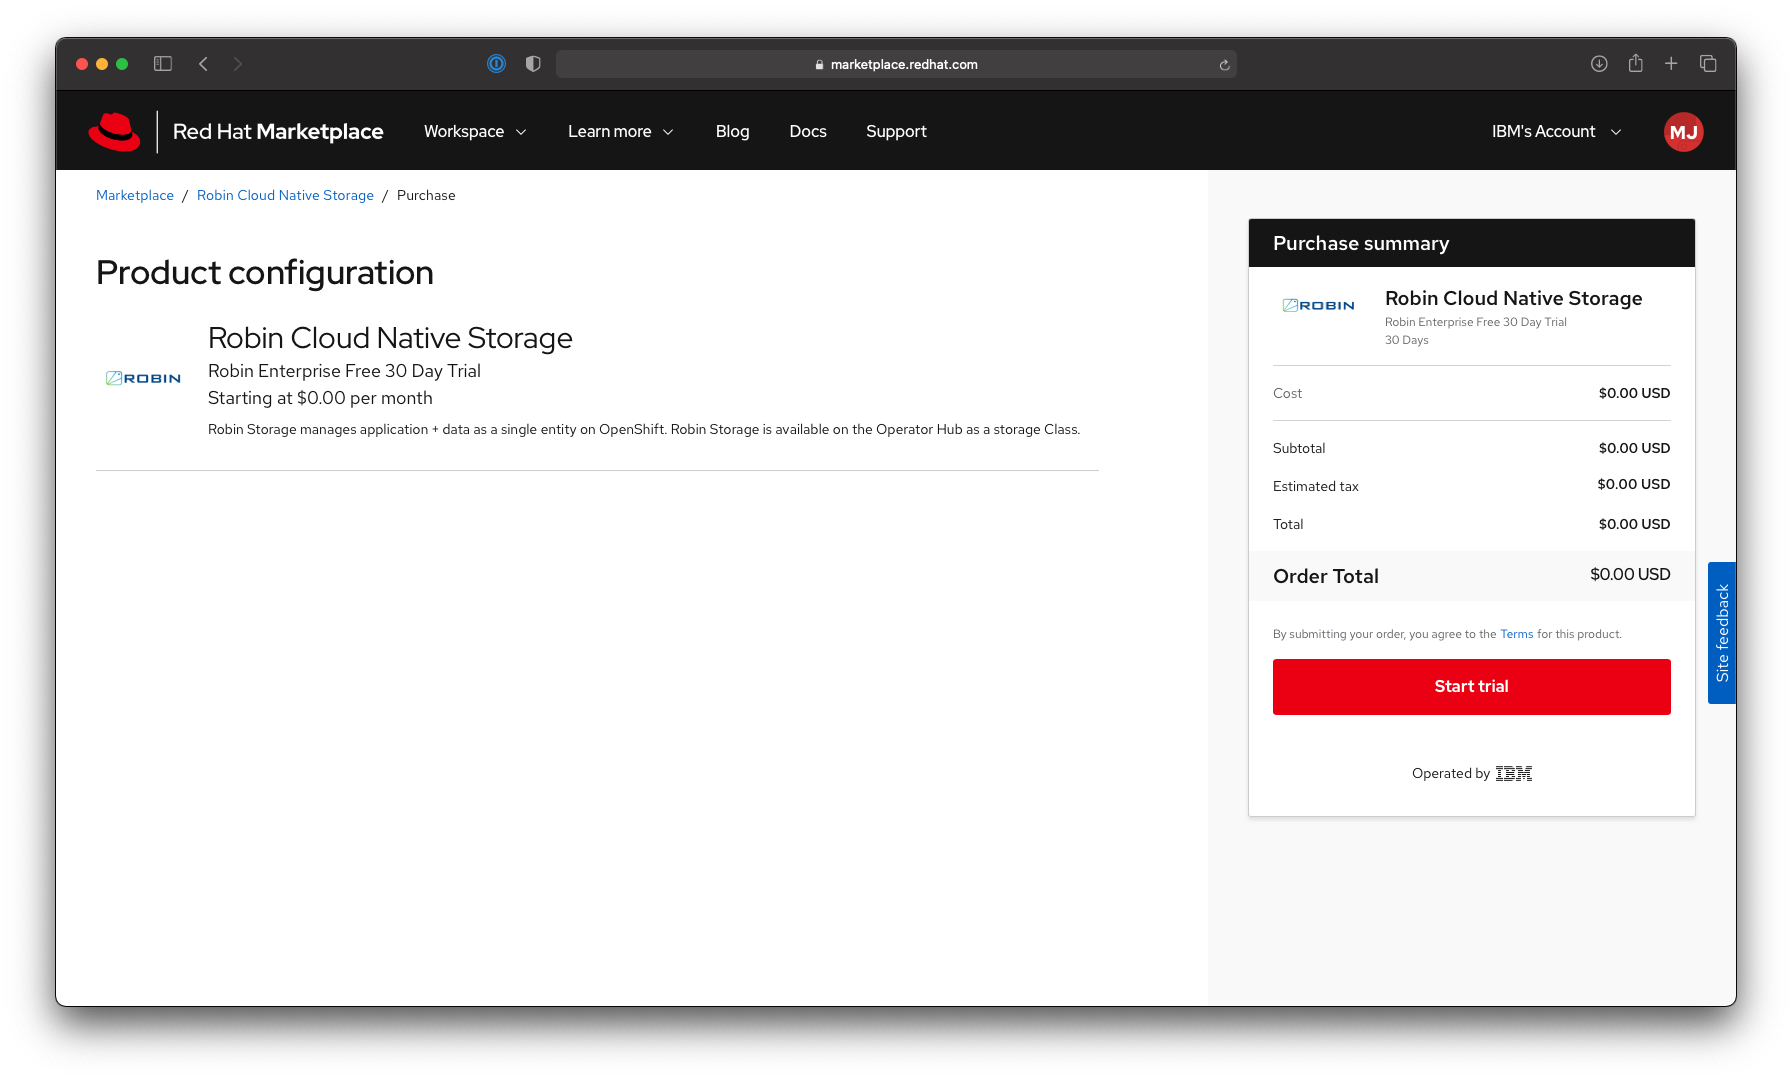 marketplace.redhat.com
Red Hat Marketplace
Workspace
Learn more
Blog
Docs
Support
IBM's Account
MJ
Marketplace / Robin Cloud Native Storage / Purchase
Product configuration
ROBIN
Robin Cloud Native Storage
Robin Enterprise Free 30 Day Trial
Starting at $0.00 per month
Robin Storage manages application + data as a single entity on OpenShift. Robin Storage is available on the Operator Hub as a storage Class.
Purchase summary
ROBIN
Robin Cloud Native Storage
Robin Enterprise Free 30 Day Trial
30 Days
Cost $0.00 USD
Subtotal $0.00 USD
Estimated tax $0.00 USD
Total $0.00 USD
Order Total $0.00 USD
By submitting your order, you agree to the Terms for this product.
Start trial
Operated by IBM
Site feedback